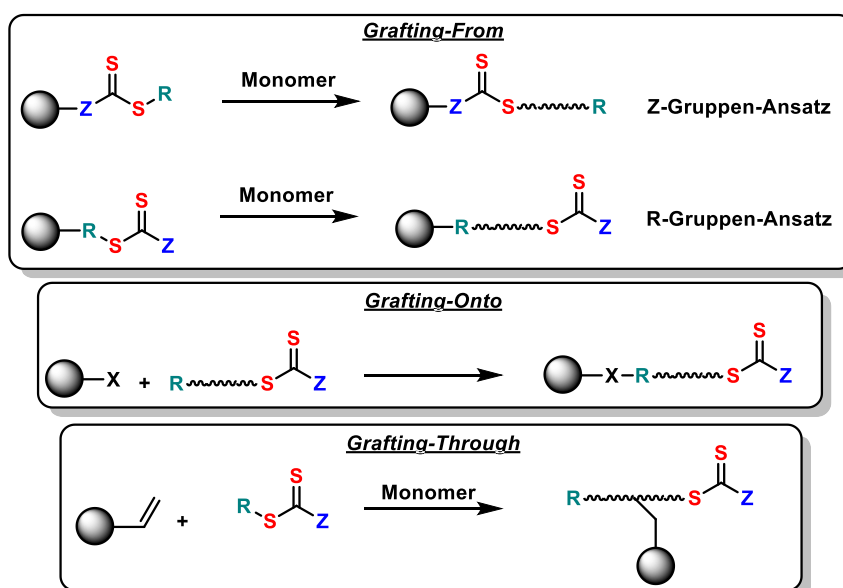 Grafting-From
S
Z S R
Monomer
S
Z S R
Z-Gruppen-Ansatz
S
R S Z
Monomer
S
R S Z
R-Gruppen-Ansatz
Grafting-Onto
X + R S S Z
X R S S Z
Grafting-Through
+ R S S Z
Monomer
R S S Z